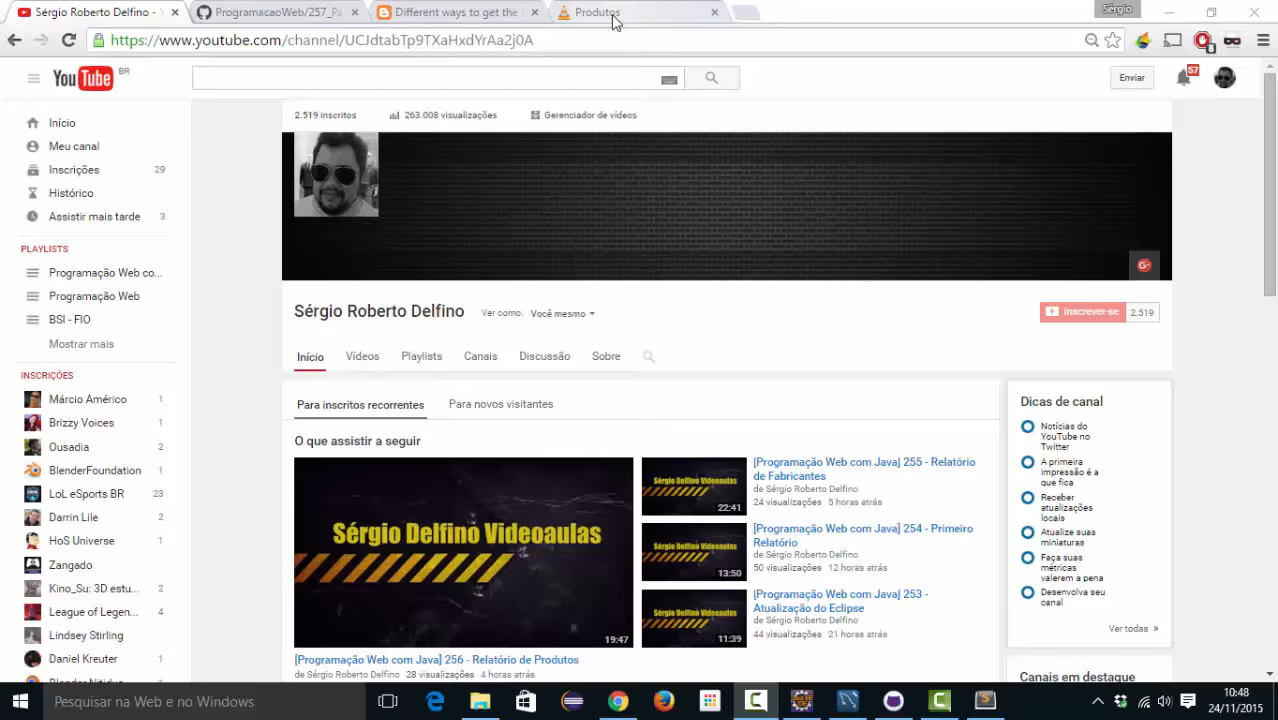 Sérgio Roberto Delfino -
ProgramacaoWeb/257_Pa
Different ways to get the
Produtos
Sérgio
https://www.youtube.com/channel/UCJdtabTp9TXaHxdYrAa2j0A
8
YouTube BR
Enviar
57
Início
Meu canal
Inscrições 29
Histórico
Assistir mais tarde 3
PLAYLISTS
Programação Web co...
Programação Web
BSI - FIO
Mostrar mais
INSCRIÇÕES
Márcio Américo 1
Brizzy Voices 1
Ousadia 2
BlenderFoundation 1
LoL eSports BR 23
Darrin Lile 2
HoS Universe 1
Zangado
Kino_Su: 3D estu... 2
League of Legen... 4
Lindsey Stirling
Daniel Kreuter 1
2.519 inscritos
263.008 visualizações
Gerenciador de vídeos
G+
Sérgio Roberto Delfino
Ver como: Você mesmo
Inscrever-se 2.519
Início Vídeos Playlists Canais Discussão Sobre
Para inscritos recorrentes
Para novos visitantes
O que assistir a seguir
Sérgio Delfino Videoaulas
19:47
[Programação Web com Java] 256 - Relatório de Produtos
de Sérgio Roberto Delfino 28 visualizações 4 horas atrás
Sérgio Delfino Videoaulas
22:41
[Programação Web com Java] 255 - Relatório
de Fabricantes
de Sérgio Roberto Delfino
24 visualizações 5 horas atrás
Sérgio Delfino Videoaulas
13:50
[Programação Web com Java] 254 - Primeiro
Relatório
de Sérgio Roberto Delfino
50 visualizações 12 horas atrás
Sérgio Delfino Videoaulas
11:39
[Programação Web com Java] 253 -
Atualização do Eclipse
de Sérgio Roberto Delfino
44 visualizações 21 horas atrás
Dicas de canal
Notícias do
YouTube no
Twitter
A primeira
impressão é a
que fica
Receber
atualizações
locais
Atualize suas
miniaturas
Faça suas
métricas
valerem a pena
Desenvolva seu
canal
Ver todas »
Canais em destaque
Pesquisar na Web e no Windows
10:48
24/11/2015